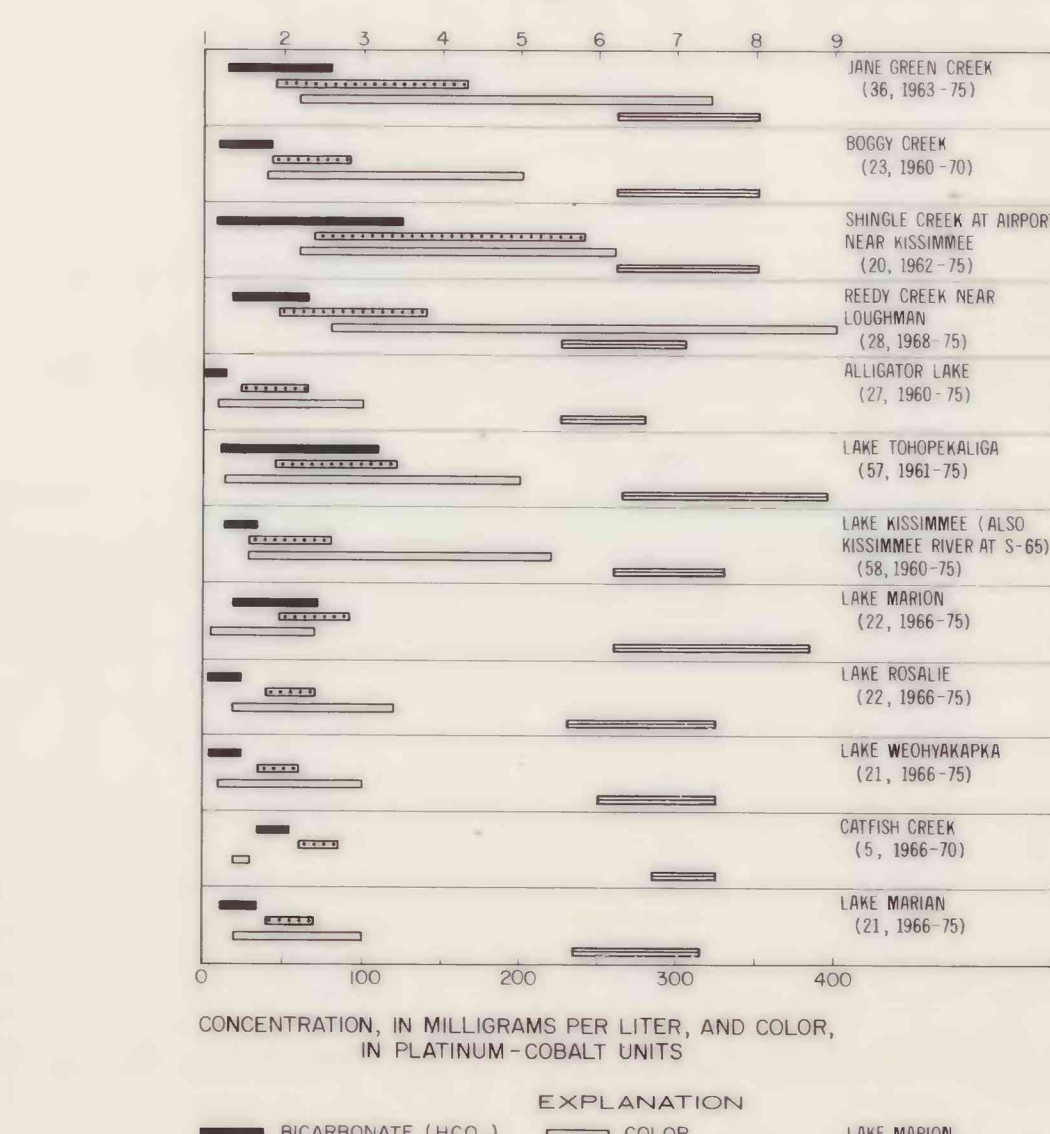 1 2 3 4 5 6 7 8 9
JANE GREEN CREEK
(36, 1963-75)
BOGGY CREEK
(23, 1960-70)
SHINGLE CREEK AT AIRPOR
NEAR KISSIMMEE
(20, 1962-75)
REEDY CREEK NEAR
LOUGHMAN
(28, 1968-75)
ALLIGATOR LAKE
(27, 1960-75)
LAKE TOHOPEKALIGA
(57, 1961-75)
LAKE KISSIMMEE (ALSO
KISSIMMEE RIVER AT S-65)
(58, 1960-75)
LAKE MARION
(22, 1966-75)
LAKE ROSALIE
(22, 1966-75)
LAKE WEOHYAKAPKA
(21, 1966-75)
CATFISH CREEK
(5, 1966-70)
LAKE MARIAN
(21, 1966-75)
0 100 200 300 400
CONCENTRATION, IN MILLIGRAMS PER LITER, AND COLOR,
IN PLATINUM-COBALT UNITS
EXPLANATION
BICARBONATE (HCO COLOR LAKE MARION